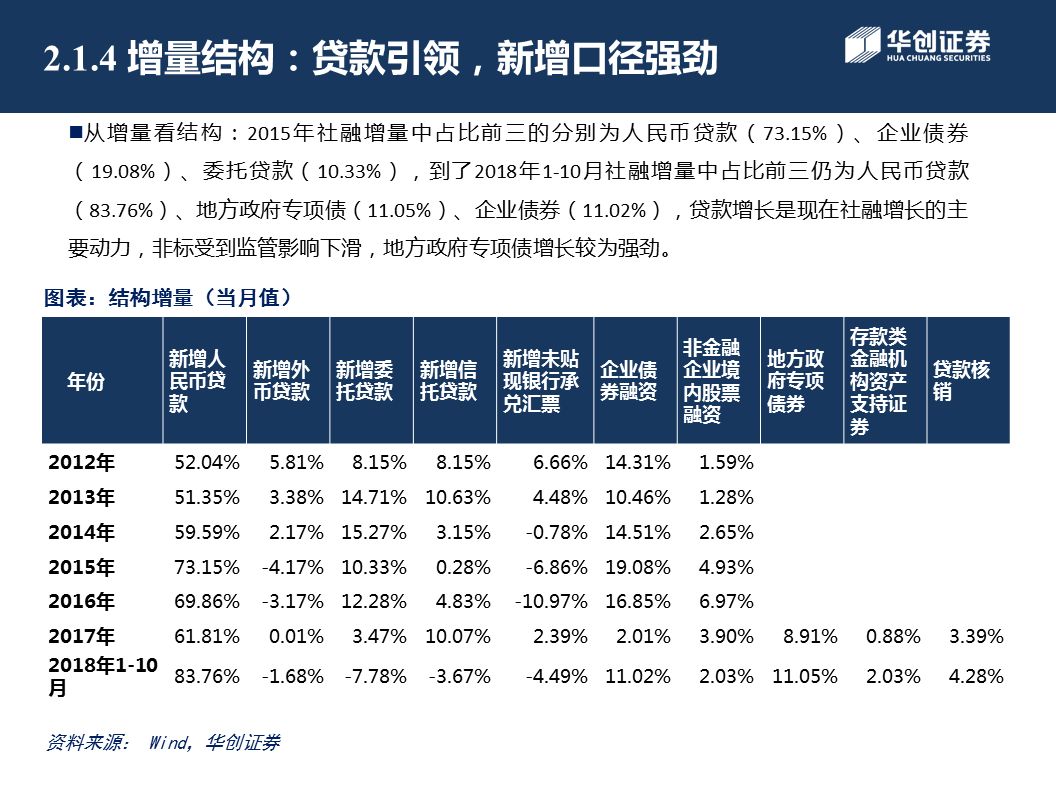 2.1.4 增量结构：贷款引领，新增口径强劲
华创证券
HUA CHUANG SECURITIES
■从增量看结构：2015年社融增量中占比前三的分别为人民币贷款（73.15%）、企业债券
（19.08%）、委托贷款（10.33%），到了2018年1-10月社融增量中占比前三仍为人民币贷款
（83.76%）、地方政府专项债（11.05%）、企业债券（11.02%），贷款增长是现在社融增长的主
要动力，非标受到监管影响下滑，地方政府专项债增长较为强劲。
图表：结构增量（当月值）
年份 新增人民币贷款 新增外币贷款 新增委托贷款 新增信托贷款 新增未贴现银行承兑汇票 企业债券融资 非金融企业境内股票融资 地方政府专项债券 存款类金融机构资产支持证券 贷款核销
2012年 52.04% 5.81% 8.15% 8.15% 6.66% 14.31% 1.59%
2013年 51.35% 3.38% 14.71% 10.63% 4.48% 10.46% 1.28%
2014年 59.59% 2.17% 15.27% 3.15% -0.78% 14.51% 2.65%
2015年 73.15% -4.17% 10.33% 0.28% -6.86% 19.08% 4.93%
2016年 69.86% -3.17% 12.28% 4.83% -10.97% 16.85% 6.97%
2017年 61.81% 0.01% 3.47% 10.07% 2.39% 2.01% 3.90% 8.91% 0.88% 3.39%
2018年1-10月 83.76% -1.68% -7.78% -3.67% -4.49% 11.02% 2.03% 11.05% 2.03% 4.28%
资料来源： Wind，华创证券